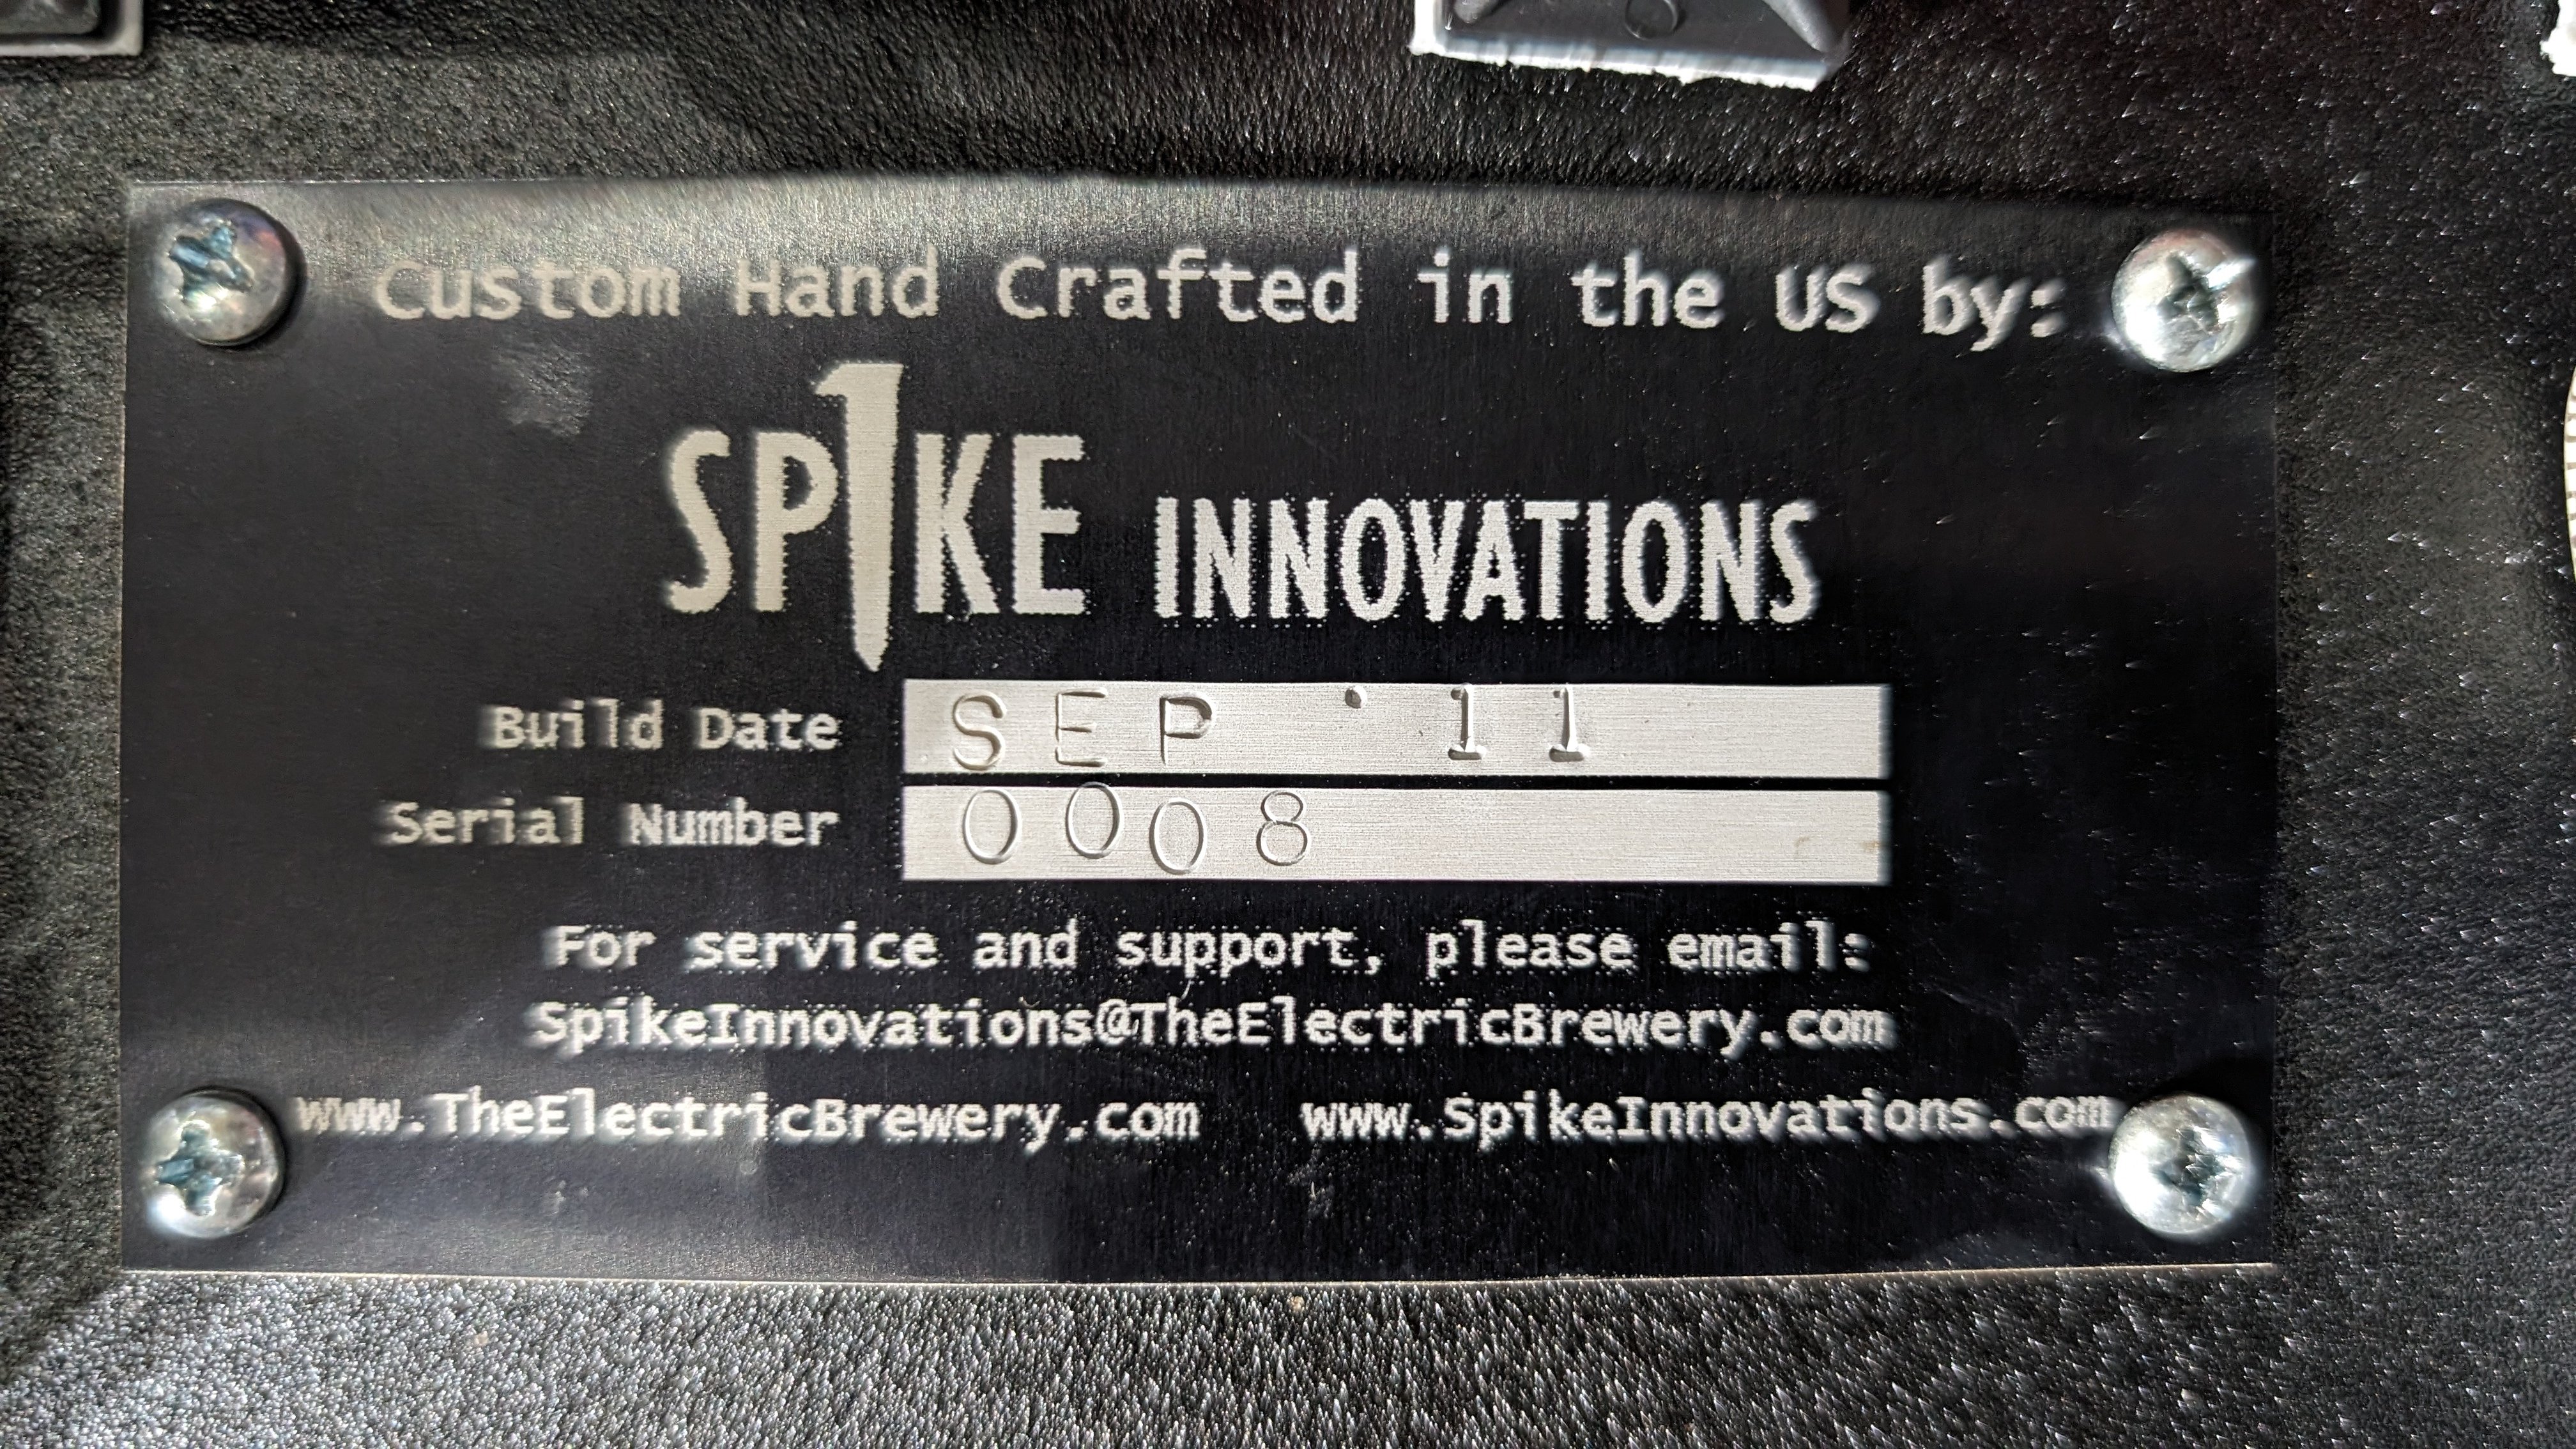 Custom Hand Crafted in the US by:
SPIKE INNOVATIONS
Build Date SEP '11
Serial Number 0008
For service and support, please email:
SpikeInnovations@TheElectricBrewery.com
www.TheElectricBrewery.com www.SpikeInnovations.com